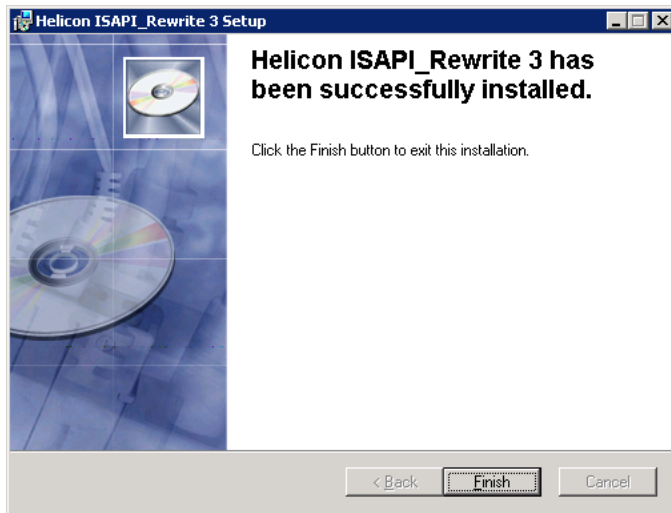 Helicon ISAPI_Rewrite 3 Setup
Helicon ISAPI_Rewrite 3 has
been successfully installed.
Click the Finish button to exit this installation.
< Back
Finish
Cancel